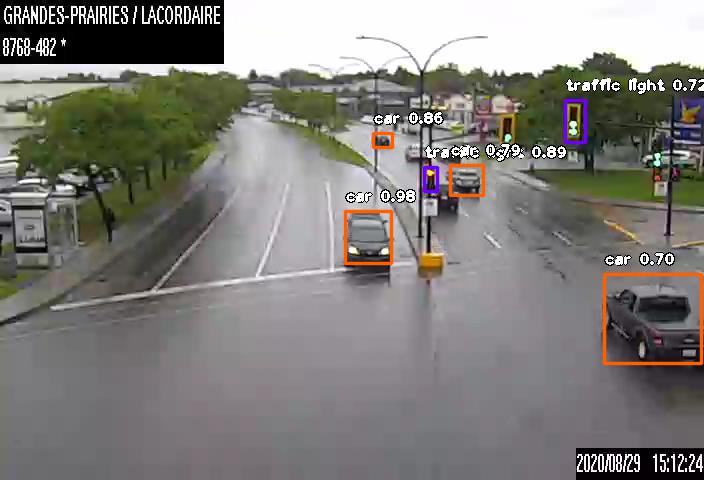 GRANDES-PRAIRIES / LACORDAIRE
8768-482 *
traffic light 0.72
car 0.86
car 0.79
0.89
car 0.98
car 0.70
2020/08/29 15:12:24